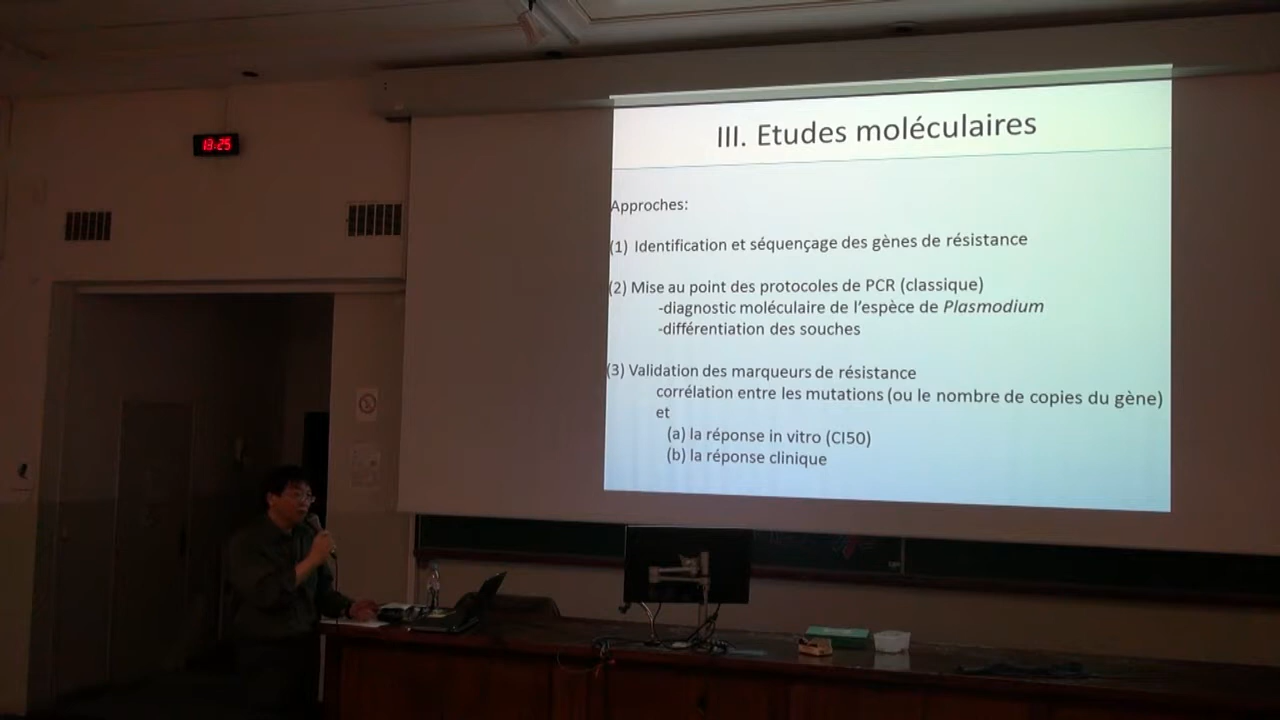 13:25
III. Etudes moléculaires
Approches:
(1) Identification et séquençage des gènes de résistance
(2) Mise au point des protocoles de PCR (classique)
-diagnostic moléculaire de l'espèce de Plasmodium
-différentiation des souches
(3) Validation des marqueurs de résistance
corrélation entre les mutations (ou le nombre de copies du gène)
et
(a) la réponse in vitro (CI50)
(b) la réponse clinique